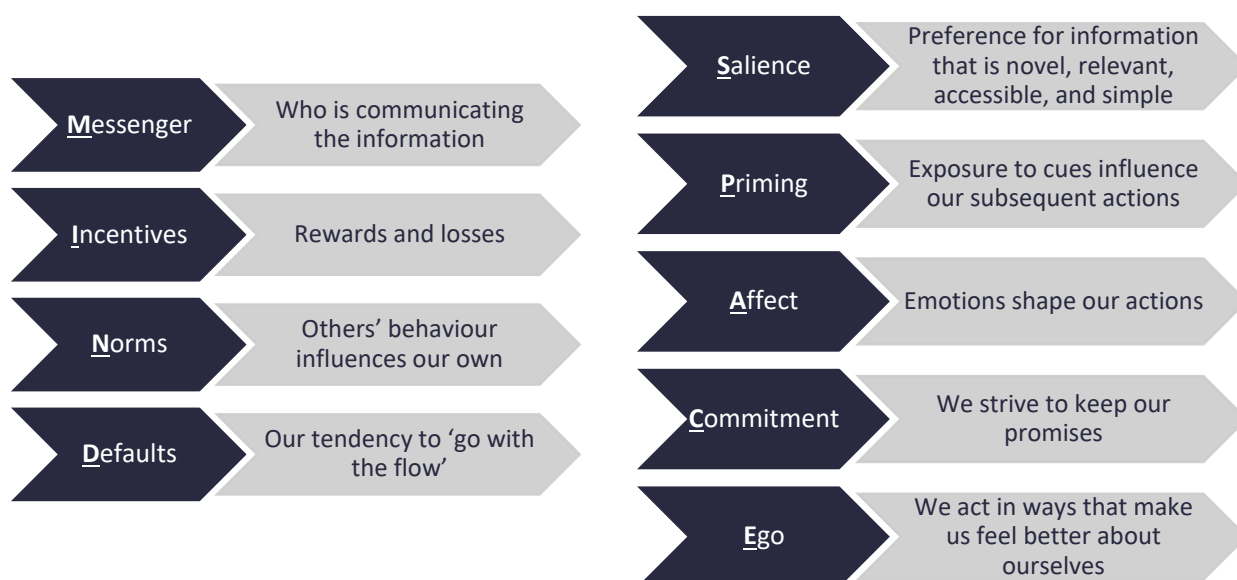 Messenger
Who is communicating
the information
Incentives
Rewards and losses
Norms
Others’ behaviour
influences our own
Defaults
Our tendency to ‘go with
the flow’
Salience
Preference for information
that is novel, relevant,
accessible, and simple
Priming
Exposure to cues influence
our subsequent actions
Affect
Emotions shape our actions
Commitment
We strive to keep our
promises
Ego
We act in ways that make
us feel better about
ourselves